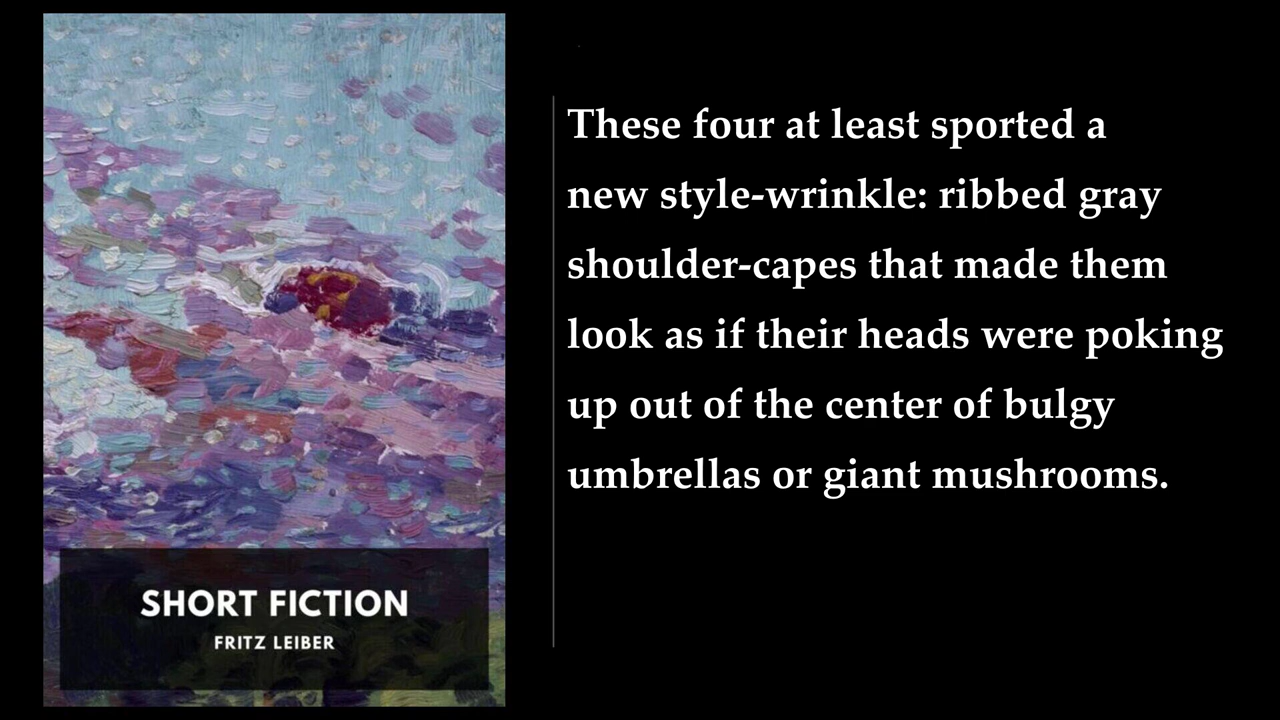 These four at least sported a
new style-wrinkle: ribbed gray
shoulder-capes that made them
look as if their heads were poking
up out of the center of bulgy
umbrellas or giant mushrooms.
SHORT FICTION
FRITZ LEIBER